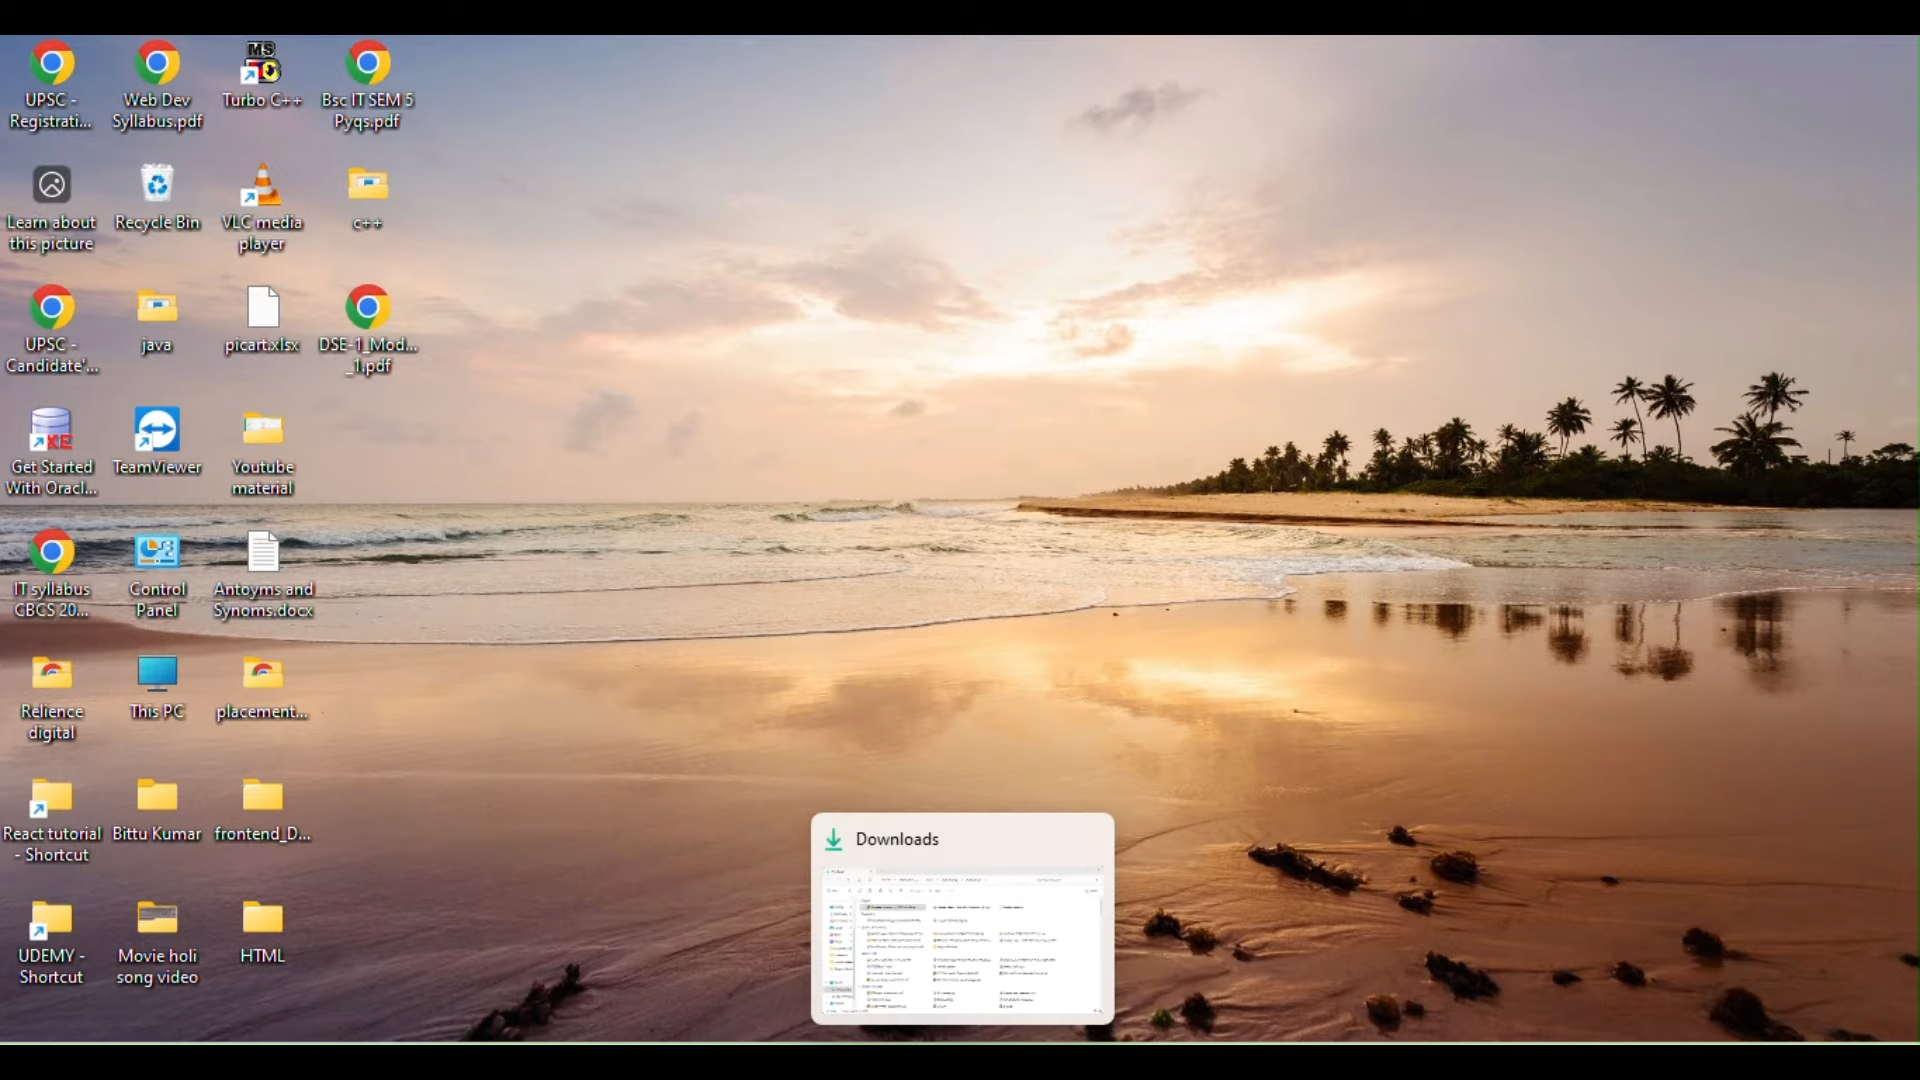 UPSC -
Registrati...
Web Dev
Syllabus.pdf
MS
Turbo C++
Bsc IT SEM 5
Pyqs.pdf
Learn about
this picture
Recycle Bin
VLC media
player
c++
UPSC -
Candidate'...
java
picart.xlsx
DSE-1_Mod...
_1.pdf
XE
Get Started
With Oracl...
TeamViewer
Youtube
material
IT syllabus
CBCS 20...
Control
Panel
Antoyms and
Synoms.docx
Relience
digital
This PC
placement...
React tutorial
- Shortcut
Bittu Kumar
frontend_D...
UDEMY -
Shortcut
Movie holi
song video
HTML
Downloads